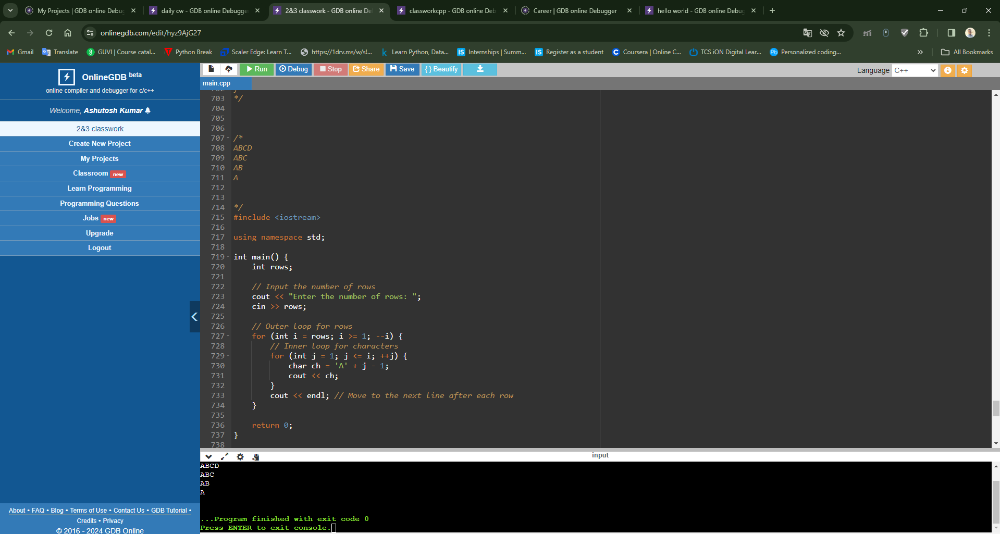 My Projects | GDB online Debu
daily cw - GDB online Debugge
2&3 classwork - GDB online De
classworkcpp - GDB online Deb
Career | GDB online Debugger
hello world - GDB online Debug
onlinegdb.com/edit/hyz9AjG27
Gmail
Translate
GUVI | Course catal...
Python Break
Scaler Edge: Learn T...
https://1drv.ms/w/s!...
Learn Python, Data...
Internships | Summ...
Register as a student
Coursera | Online C...
TCS iON Digital Lear...
Personalized coding...
All Bookmarks
OnlineGDB beta
online compiler and debugger for c/c++
Welcome, Ashutosh Kumar
2&3 classwork
Create New Project
My Projects
Classroom new
Learn Programming
Programming Questions
Jobs new
Upgrade
Logout
About • FAQ • Blog • Terms of Use • Contact Us • GDB Tutorial •
Credits • Privacy
© 2016 - 2024 GDB Online
Run Debug Stop Share Save { } Beautify
Language C++
main.cpp
703 */
704
705
706
707 /*
708 ABCD
709 ABC
710 AB
711 A
712
713
714 */
715 #include <iostream>
716
717 using namespace std;
718
719 int main() {
720 int rows;
721
722 // Input the number of rows
723 cout << "Enter the number of rows: ";
724 cin >> rows;
725
726 // Outer loop for rows
727 for (int i = rows; i >= 1; --i) {
728 // Inner loop for characters
729 for (int j = 1; j <= i; ++j) {
730 char ch = 'A' + j - 1;
731 cout << ch;
732 }
733 cout << endl; // Move to the next line after each row
734 }
735
736 return 0;
737 }
738
input
ABCD
ABC
AB
A
...Program finished with exit code 0
Press ENTER to exit console.